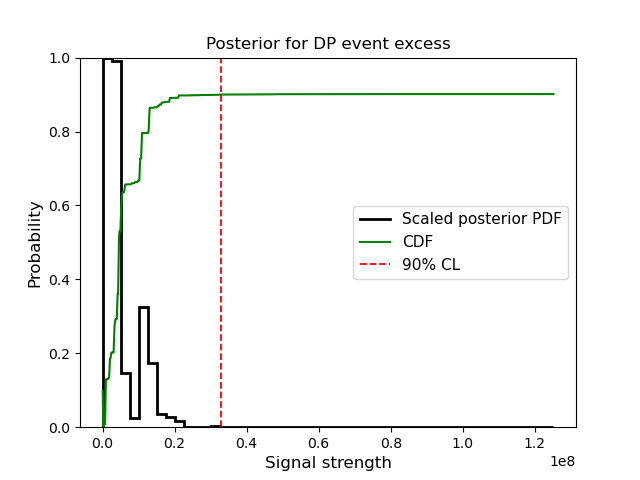 Posterior for DP event excess
Probability
1.0
0.8
0.6
0.4
0.2
0.0
Scaled posterior PDF
CDF
90% CL
0.0 0.2 0.4 0.6 0.8 1.0 1.2
1e8
Signal strength